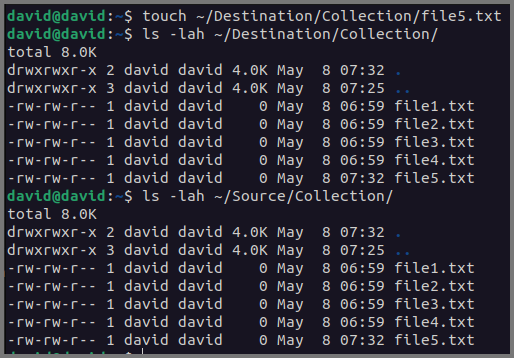 david@david:~$ touch ~/Destination/Collection/file5.txt
david@david:~$ ls -lah ~/Destination/Collection/
total 8.0K
drwxrwxr-x 2 david david 4.0K May  8 07:32 .
drwxrwxr-x 3 david david 4.0K May  8 07:25 ..
-rw-rw-r-- 1 david david    0 May  8 06:59 file1.txt
-rw-rw-r-- 1 david david    0 May  8 06:59 file2.txt
-rw-rw-r-- 1 david david    0 May  8 06:59 file3.txt
-rw-rw-r-- 1 david david    0 May  8 06:59 file4.txt
-rw-rw-r-- 1 david david    0 May  8 07:32 file5.txt
david@david:~$ ls -lah ~/Source/Collection/
total 8.0K
drwxrwxr-x 2 david david 4.0K May  8 07:32 .
drwxrwxr-x 3 david david 4.0K May  8 07:25 ..
-rw-rw-r-- 1 david david    0 May  8 06:59 file1.txt
-rw-rw-r-- 1 david david    0 May  8 06:59 file2.txt
-rw-rw-r-- 1 david david    0 May  8 06:59 file3.txt
-rw-rw-r-- 1 david david    0 May  8 06:59 file4.txt
-rw-rw-r-- 1 david david    0 May  8 07:32 file5.txt
david@david:~$